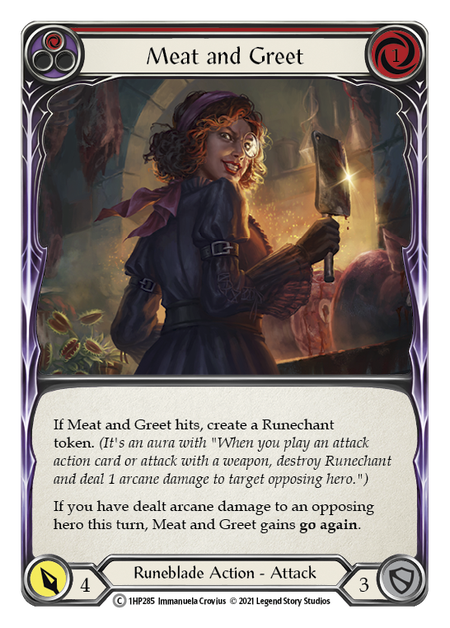 Meat and Greet
1
If Meat and Greet hits, create a Runechant
token. (It's an aura with "When you play an attack
action card or attack with a weapon, destroy Runechant
and deal 1 arcane damage to target opposing hero.")
If you have dealt arcane damage to an opposing
hero this turn, Meat and Greet gains go again.
4
Runeblade Action - Attack
3
C 1HP285 Immanuela Crovius © 2021 Legend Story Studios